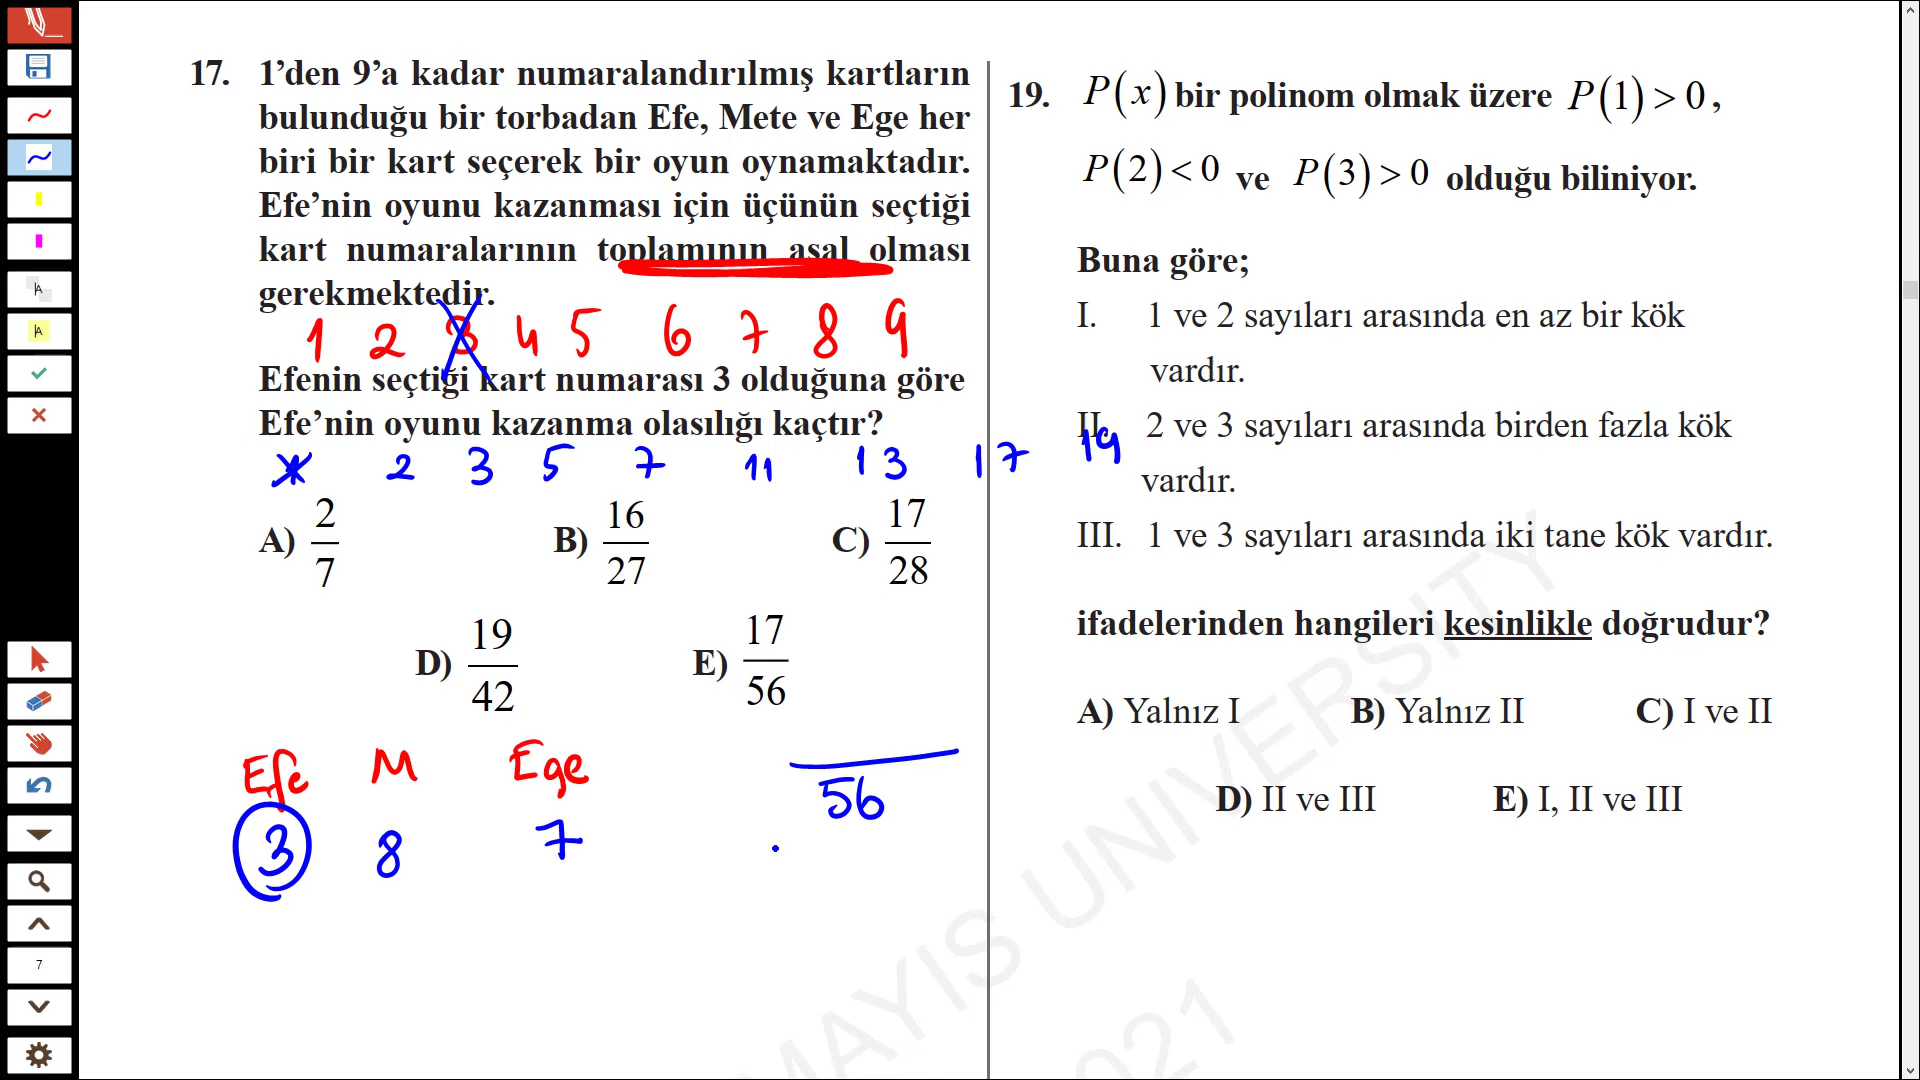 17. 1’den 9’a kadar numaralandırılmış kartların
bulunduğu bir torbadan Efe, Mete ve Ege her
biri bir kart seçerek bir oyun oynamaktadır.
Efe’nin oyunu kazanması için üçünün seçtiği
kart numaralarının toplamının asal olması
gerekmektedir.
1 2 3 4 5 6 7 8 9
Efenin seçtiği kart numarası 3 olduğuna göre
Efe’nin oyunu kazanma olasılığı kaçtır?
2 3 5 7 11 13 17 19
A) 2/7 B) 16/27 C) 17/28
D) 19/42 E) 17/56
Efe M Ege
56
3 8 7
19. P(x) bir polinom olmak üzere P(1) > 0,
P(2) < 0 ve P(3) > 0 olduğu biliniyor.
Buna göre;
I. 1 ve 2 sayıları arasında en az bir kök
vardır.
II. 2 ve 3 sayıları arasında birden fazla kök
vardır.
III. 1 ve 3 sayıları arasında iki tane kök vardır.
ifadelerinden hangileri kesinlikle doğrudur?
A) Yalnız I B) Yalnız II C) I ve II
D) II ve III E) I, II ve III
MAYIS UNIVERSITY
021
7